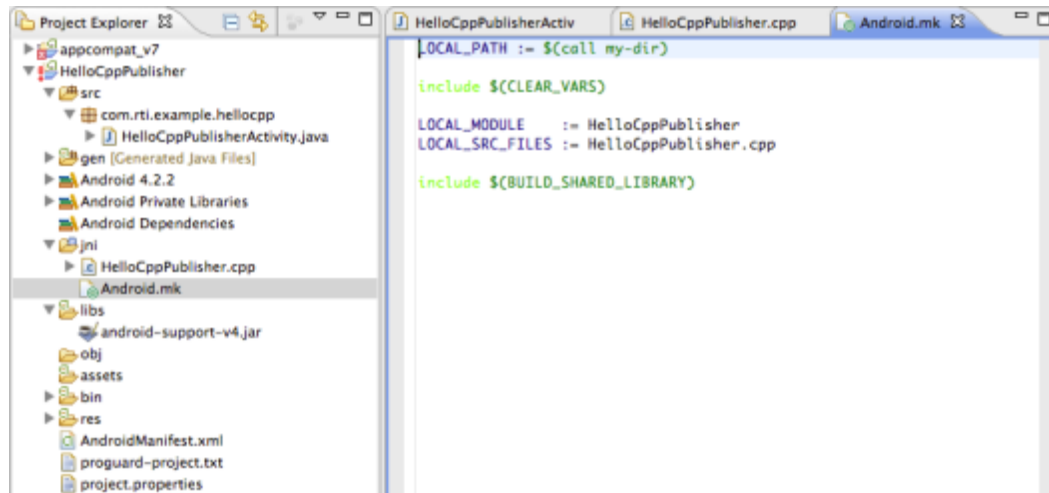 Project Explorer
appcompat_v7
HelloCppPublisher
src
com.rti.example.hellocpp
HelloCppPublisherActivity.java
gen [Generated Java Files]
Android 4.2.2
Android Private Libraries
Android Dependencies
jni
HelloCppPublisher.cpp
Android.mk
libs
android-support-v4.jar
obj
assets
bin
res
AndroidManifest.xml
proguard-project.txt
project.properties
HelloCppPublisherActiv HelloCppPublisher.cpp Android.mk
LOCAL_PATH := $(call my-dir)
include $(CLEAR_VARS)
LOCAL_MODULE := HelloCppPublisher
LOCAL_SRC_FILES := HelloCppPublisher.cpp
include $(BUILD_SHARED_LIBRARY)